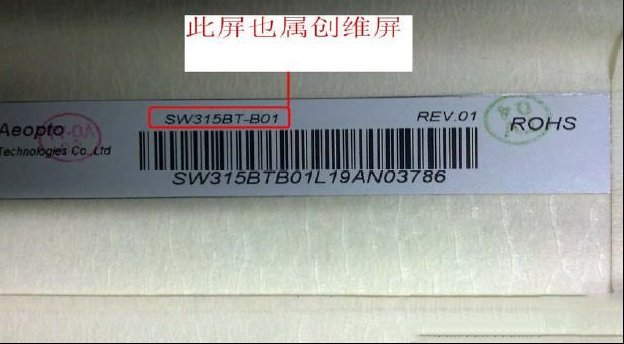 此屏也属创维屏
SW315BT-B01
REV.01
Aeopto
Technologies Co.,Ltd
ROHS
SW315BTB01L19AN03786